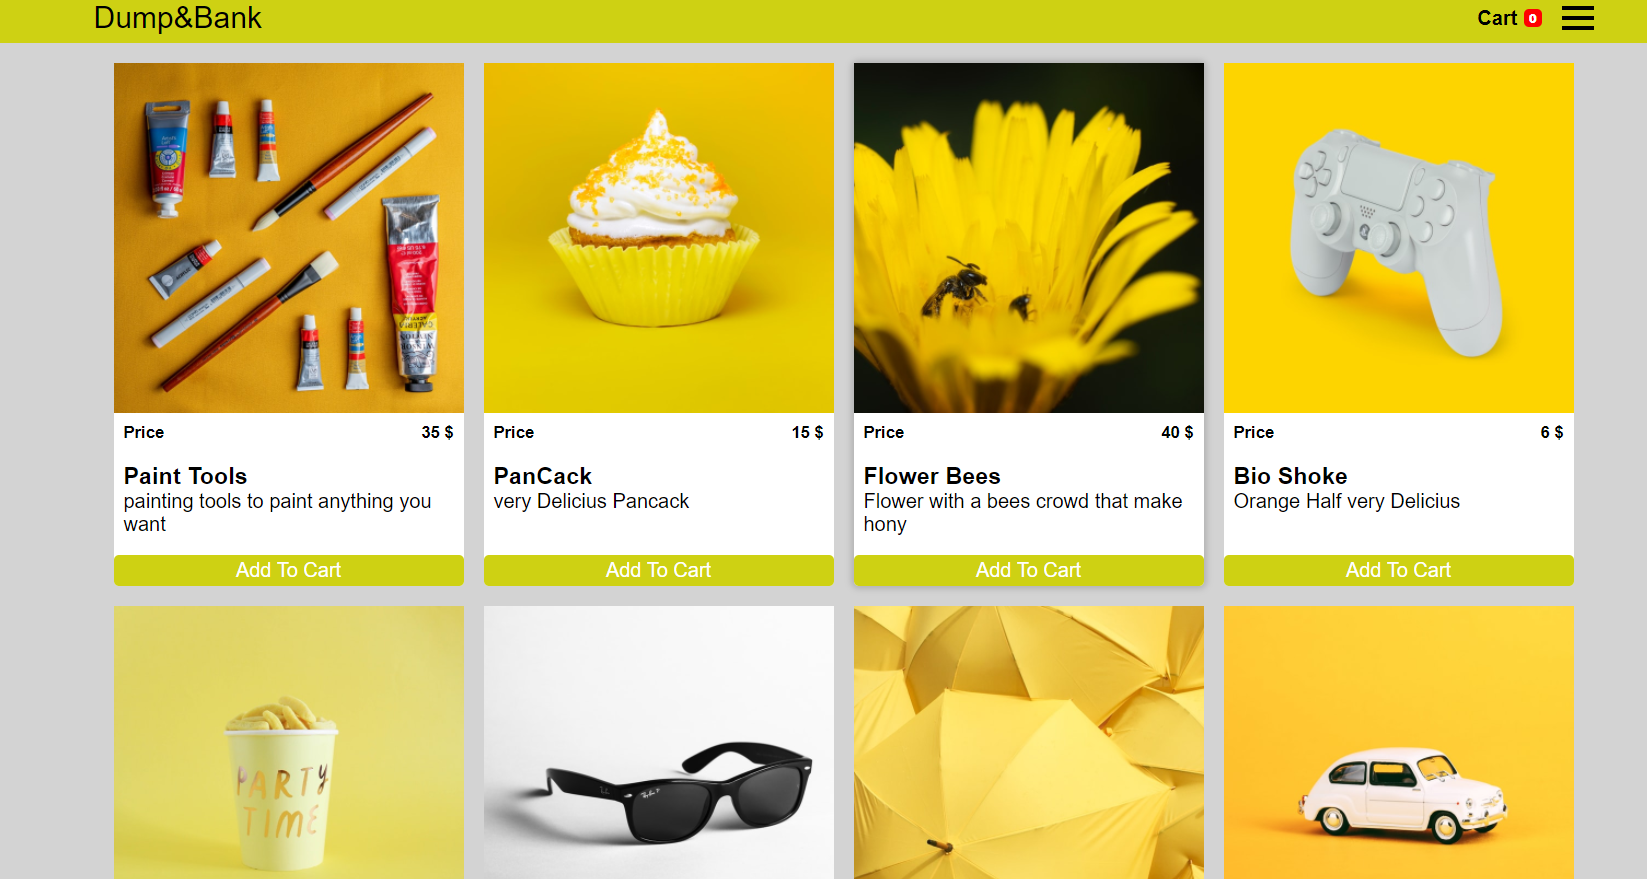 Dump&Bank
Cart 0
Price 35 $
Paint Tools
painting tools to paint anything you
want
Add To Cart
Price 15 $
PanCack
very Delicius Pancack
Add To Cart
Price 40 $
Flower Bees
Flower with a bees crowd that make
hony
Add To Cart
Price 6 $
Bio Shoke
Orange Half very Delicius
Add To Cart
PARTY
TIME
Ray-Ban P